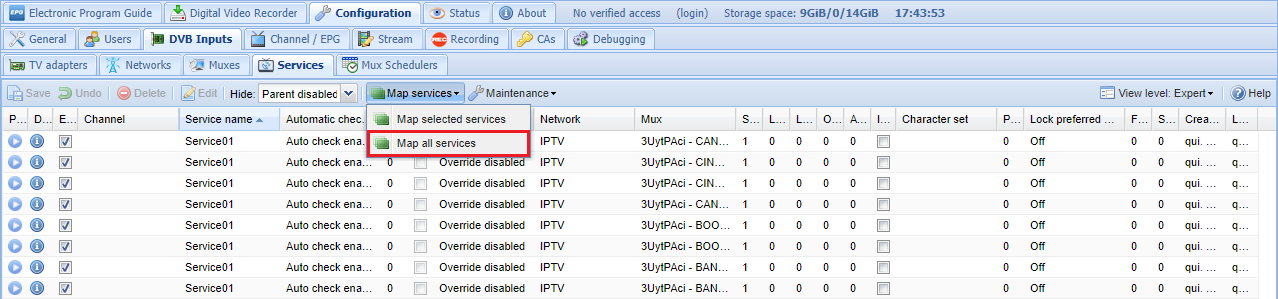 EPG Electronic Program Guide Digital Video Recorder Configuration Status About No verified access (login) Storage space: 9GiB/0/14GiB 17:43:53
General Users DVB Inputs Channel / EPG Stream REC Recording CAs Debugging
TV adapters Networks Muxes Services Mux Schedulers
Save Undo Delete Edit Hide: Parent disabled Map services Maintenance View level: Expert Help
P... D... E... Channel Service name Automatic chec... Network Mux S... L... L... O... A... I... Character set P... Lock preferred ... F... S... Crea... L...
Map selected services
Map all services
Service01 Auto check ena... IPTV 3UytPAci - CAN... 1 0 0 0 0 0 Off 0 0 qui. ... q...
Service01 Auto check ena... 0 Override disabled IPTV 3UytPAci - CIN... 1 0 0 0 0 0 Off 0 0 qui. ... q...
Service01 Auto check ena... 0 Override disabled IPTV 3UytPAci - CIN... 1 0 0 0 0 0 Off 0 0 qui. ... q...
Service01 Auto check ena... 0 Override disabled IPTV 3UytPAci - CAN... 1 0 0 0 0 0 Off 0 0 qui. ... q...
Service01 Auto check ena... 0 Override disabled IPTV 3UytPAci - BOO... 1 0 0 0 0 0 Off 0 0 qui. ... q...
Service01 Auto check ena... 0 Override disabled IPTV 3UytPAci - BOO... 1 0 0 0 0 0 Off 0 0 qui. ... q...
Service01 Auto check ena... 0 Override disabled IPTV 3UytPAci - BAN... 1 0 0 0 0 0 Off 0 0 qui. ... q...
Service01 Auto check ena... 0 Override disabled IPTV 3UytPAci - BAN... 1 0 0 0 0 0 Off 0 0 qui. ... q...